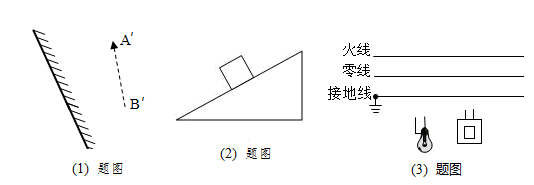 A′
B′
(1) 题图
(2) 题图
火线
零线
接地线
(3) 题图